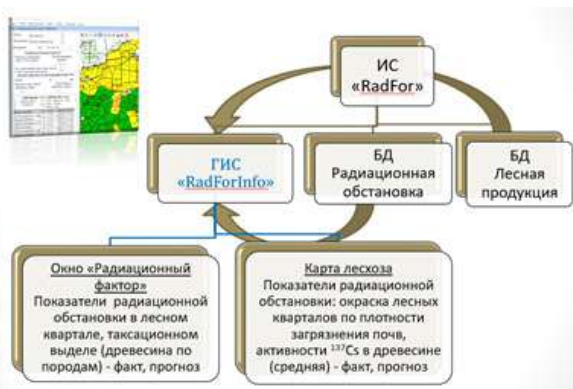 ИС
«RadFor»
ГИС
«RadForInfo»
БД
Радиационная
обстановка
БД
Лесная
продукция
Окно «Радиационный
фактор»
Показатели радиационной
обстановки в лесном
квартале, таксационном
выделе (древесина по
породам) - факт, прогноз
Карта лесхоза
Показатели радиационной
обстановки: окраска лесных
кварталов по плотности
загрязнения почв,
активности ¹³⁷Cs в древесине
(средняя) - факт, прогноз